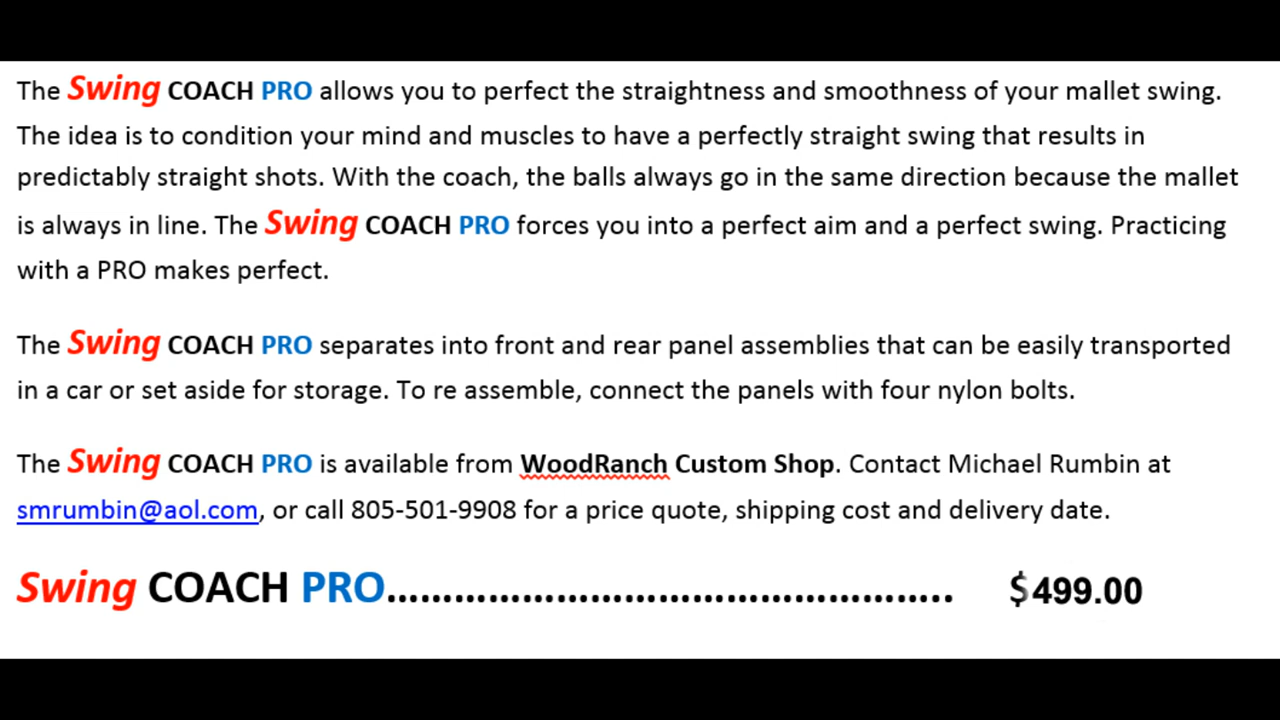 The Swing COACH PRO allows you to perfect the straightness and smoothness of your mallet swing.
The idea is to condition your mind and muscles to have a perfectly straight swing that results in
predictably straight shots. With the coach, the balls always go in the same direction because the mallet
is always in line. The Swing COACH PRO forces you into a perfect aim and a perfect swing. Practicing
with a PRO makes perfect.
The Swing COACH PRO separates into front and rear panel assemblies that can be easily transported
in a car or set aside for storage. To re assemble, connect the panels with four nylon bolts.
The Swing COACH PRO is available from WoodRanch Custom Shop. Contact Michael Rumbin at
smrumbin@aol.com, or call 805-501-9908 for a price quote, shipping cost and delivery date.
Swing COACH PRO.................................................. $499.00